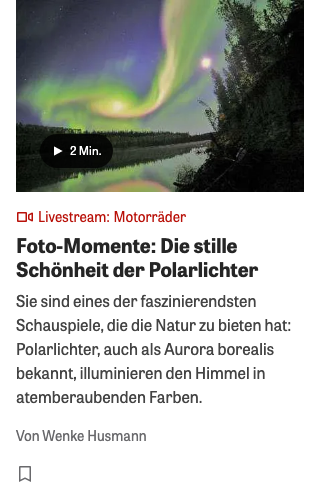 2 Min.
Livestream: Motorräder
Foto-Momente: Die stille
Schönheit der Polarlichter
Sie sind eines der faszinierendsten
Schauspiele, die die Natur zu bieten hat:
Polarlichter, auch als Aurora borealis
bekannt, illuminieren den Himmel in
atemberaubenden Farben.
Von Wenke Husmann